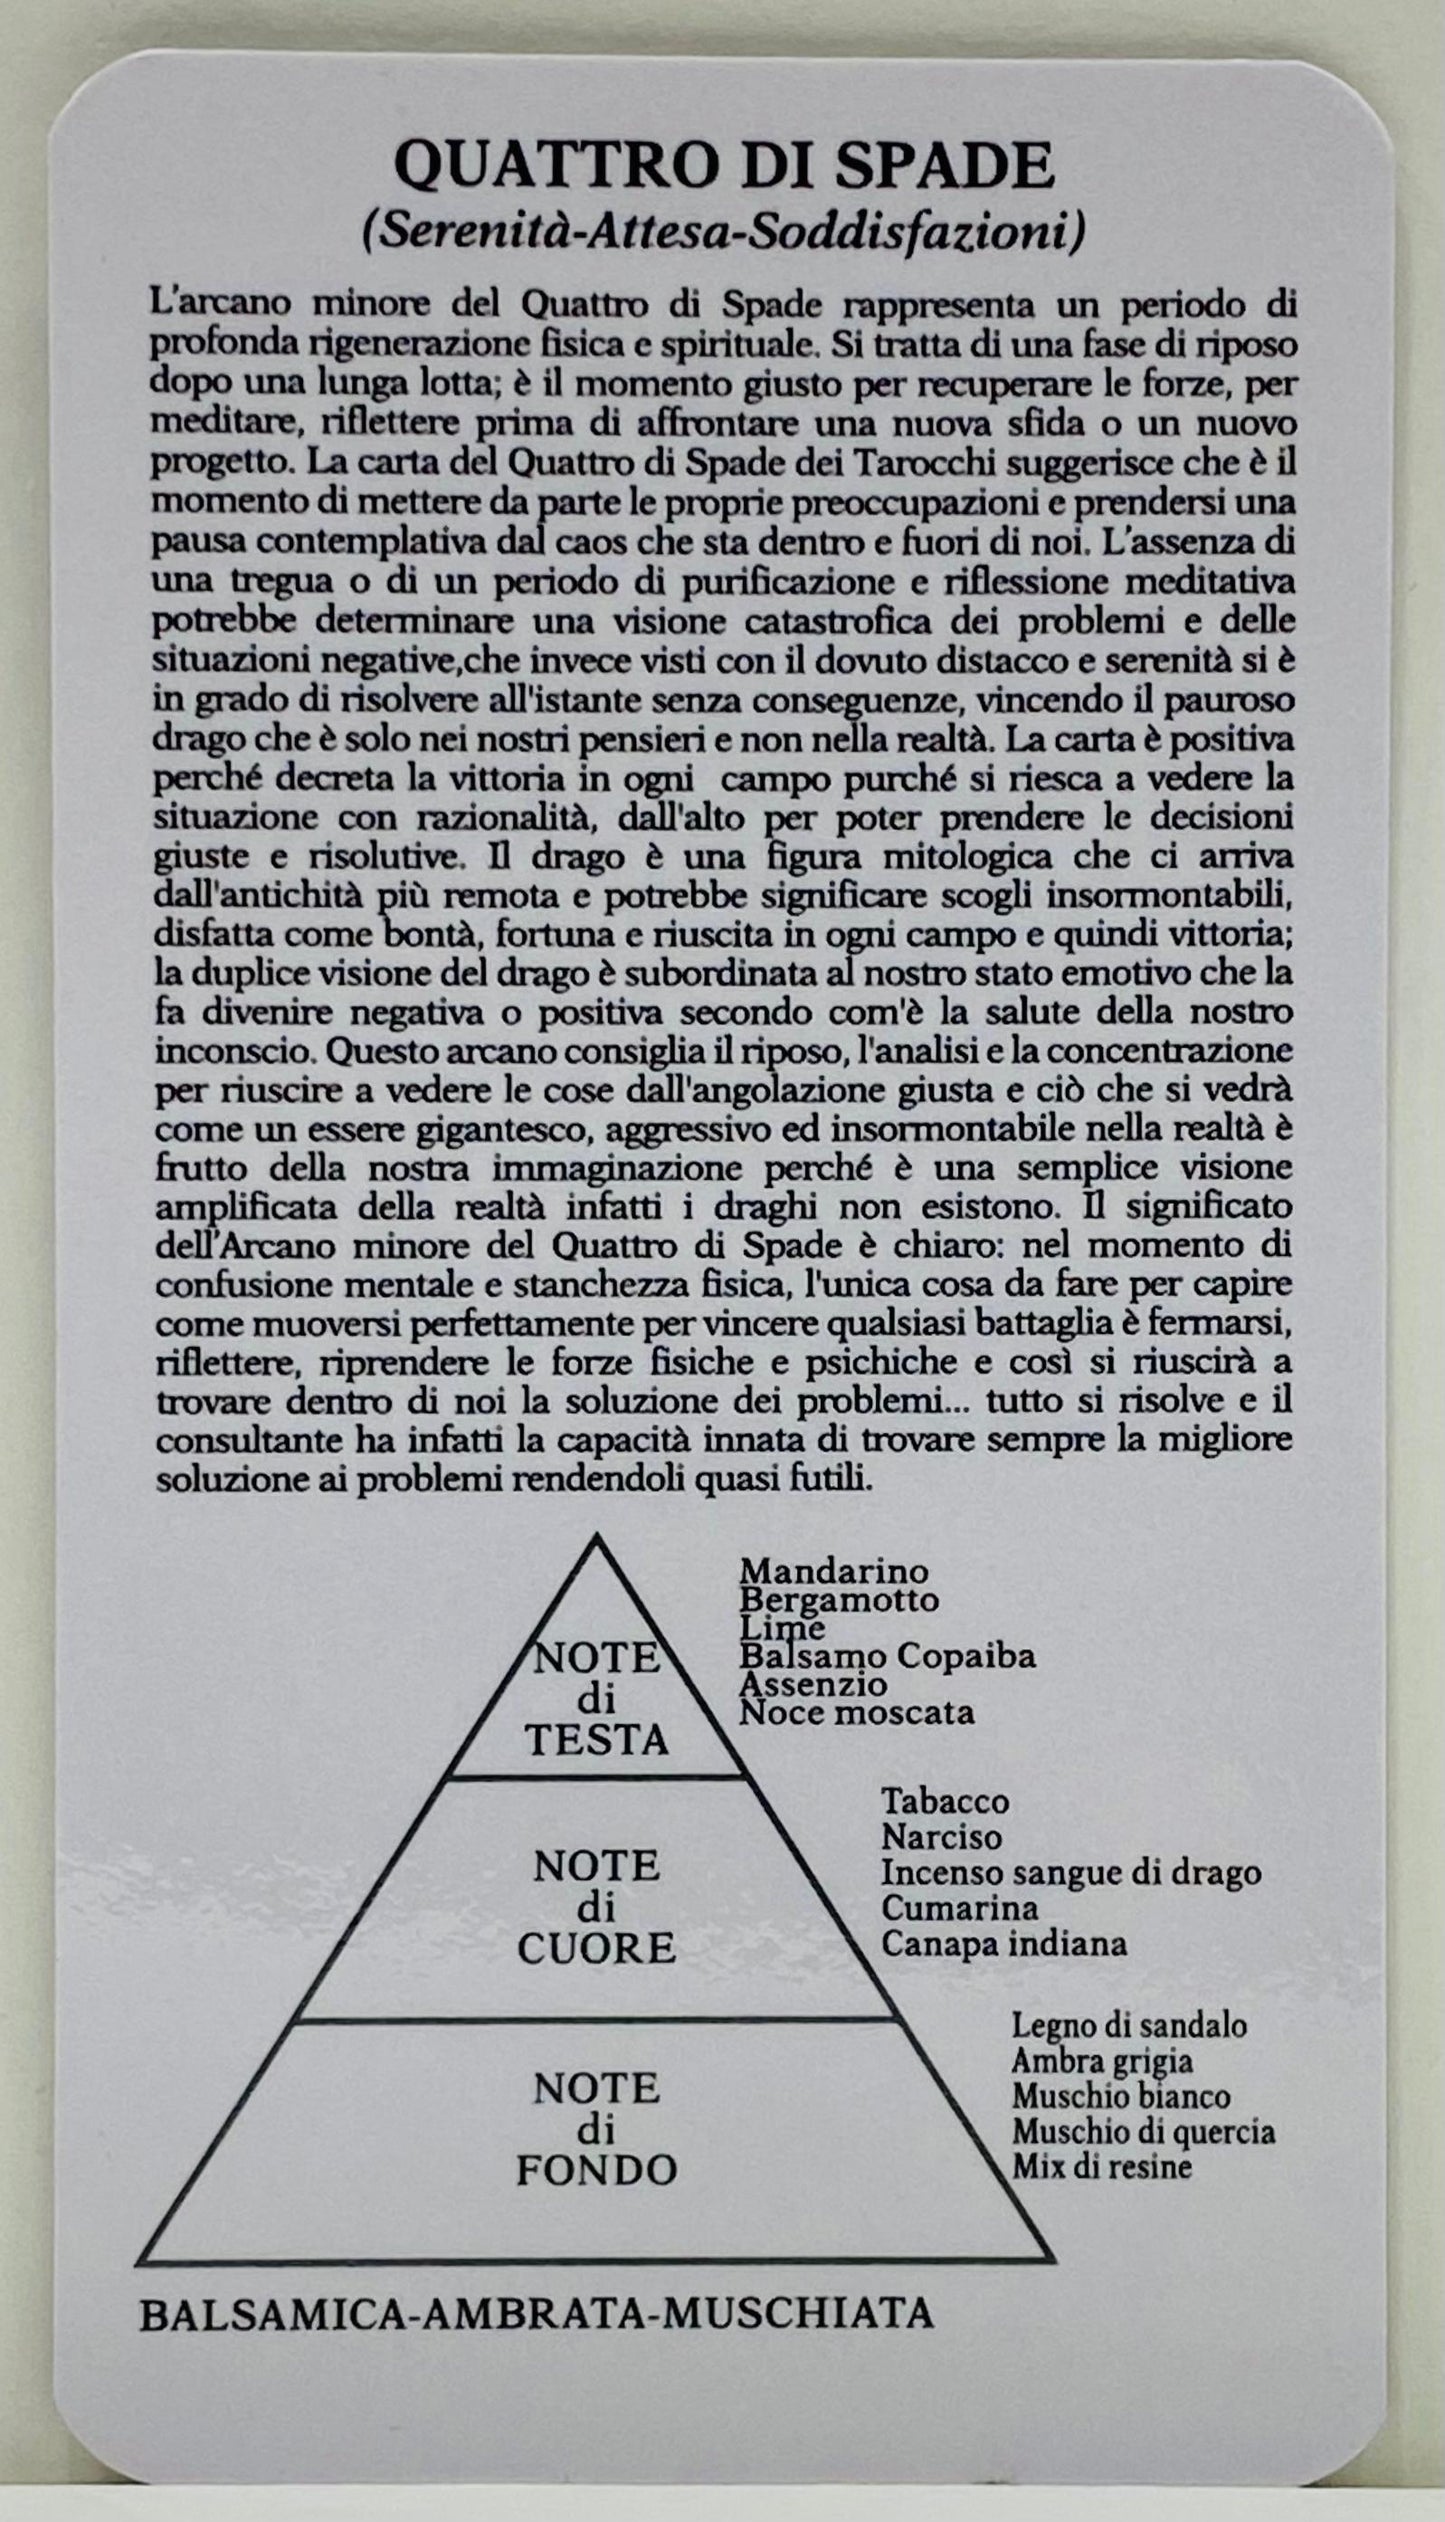 QUATTRO DI SPADE
(Serenità-Attesa-Soddisfazioni)
L'arcano minore del Quattro di Spade rappresenta un periodo di
profonda rigenerazione fisica e spirituale. Si tratta di una fase di riposo
dopo una lunga lotta; è il momento giusto per recuperare le forze, per
meditare, riflettere prima di affrontare una nuova sfida o un nuovo
progetto. La carta del Quattro di Spade dei Tarocchi suggerisce che è il
momento di mettere da parte le proprie preoccupazioni e prendersi una
pausa contemplativa dal caos che sta dentro e fuori di noi. L'assenza di
una tregua o di un periodo di purificazione e riflessione meditativa
potrebbe determinare una visione catastrofica dei problemi e delle
situazioni negative,che invece visti con il dovuto distacco e serenità si è
in grado di risolvere all'istante senza conseguenze, vincendo il pauroso
drago che è solo nei nostri pensieri e non nella realtà. La carta è positiva
perché decreta la vittoria in ogni campo purché si riesca a vedere la
situazione con razionalità, dall'alto per poter prendere le decisioni
giuste e risolutive. Il drago è una figura mitologica che ci arriva
dall'antichità più remota e potrebbe significare scogli insormontabili,
disfatta come bontà, fortuna e riuscita in ogni campo e quindi vittoria;
la duplice visione del drago è subordinata al nostro stato emotivo che la
fa divenire negativa o positiva secondo com'è la salute della nostro
inconscio. Questo arcano consiglia il riposo, l'analisi e la concentrazione
per riuscire a vedere le cose dall'angolazione giusta e ciò che si vedrà
come un essere gigantesco, aggressivo ed insormontabile nella realtà è
frutto della nostra immaginazione perché è una semplice visione
amplificata della realtà infatti i draghi non esistono. Il significato
dell'Arcano minore del Quattro di Spade è chiaro: nel momento di
confusione mentale e stanchezza fisica, l'unica cosa da fare per capire
come muoversi perfettamente per vincere qualsiasi battaglia è fermarsi,
riflettere, riprendere le forze fisiche e psichiche e così si riuscirà a
trovare dentro di noi la soluzione dei problemi... tutto si risolve e il
consultante ha infatti la capacità innata di trovare sempre la migliore
soluzione ai problemi rendendoli quasi futili.
NOTE
di
TESTA
Mandarino
Bergamotto
Lime
Balsamo Copaiba
Assenzio
Noce moscata
NOTE
di
CUORE
Tabacco
Narciso
Incenso sangue di drago
Cumarina
Canapa indiana
NOTE
di
FONDO
Legno di sandalo
Ambra grigia
Muschio bianco
Muschio di quercia
Mix di resine
BALSAMICA-AMBRATA-MUSCHIATA